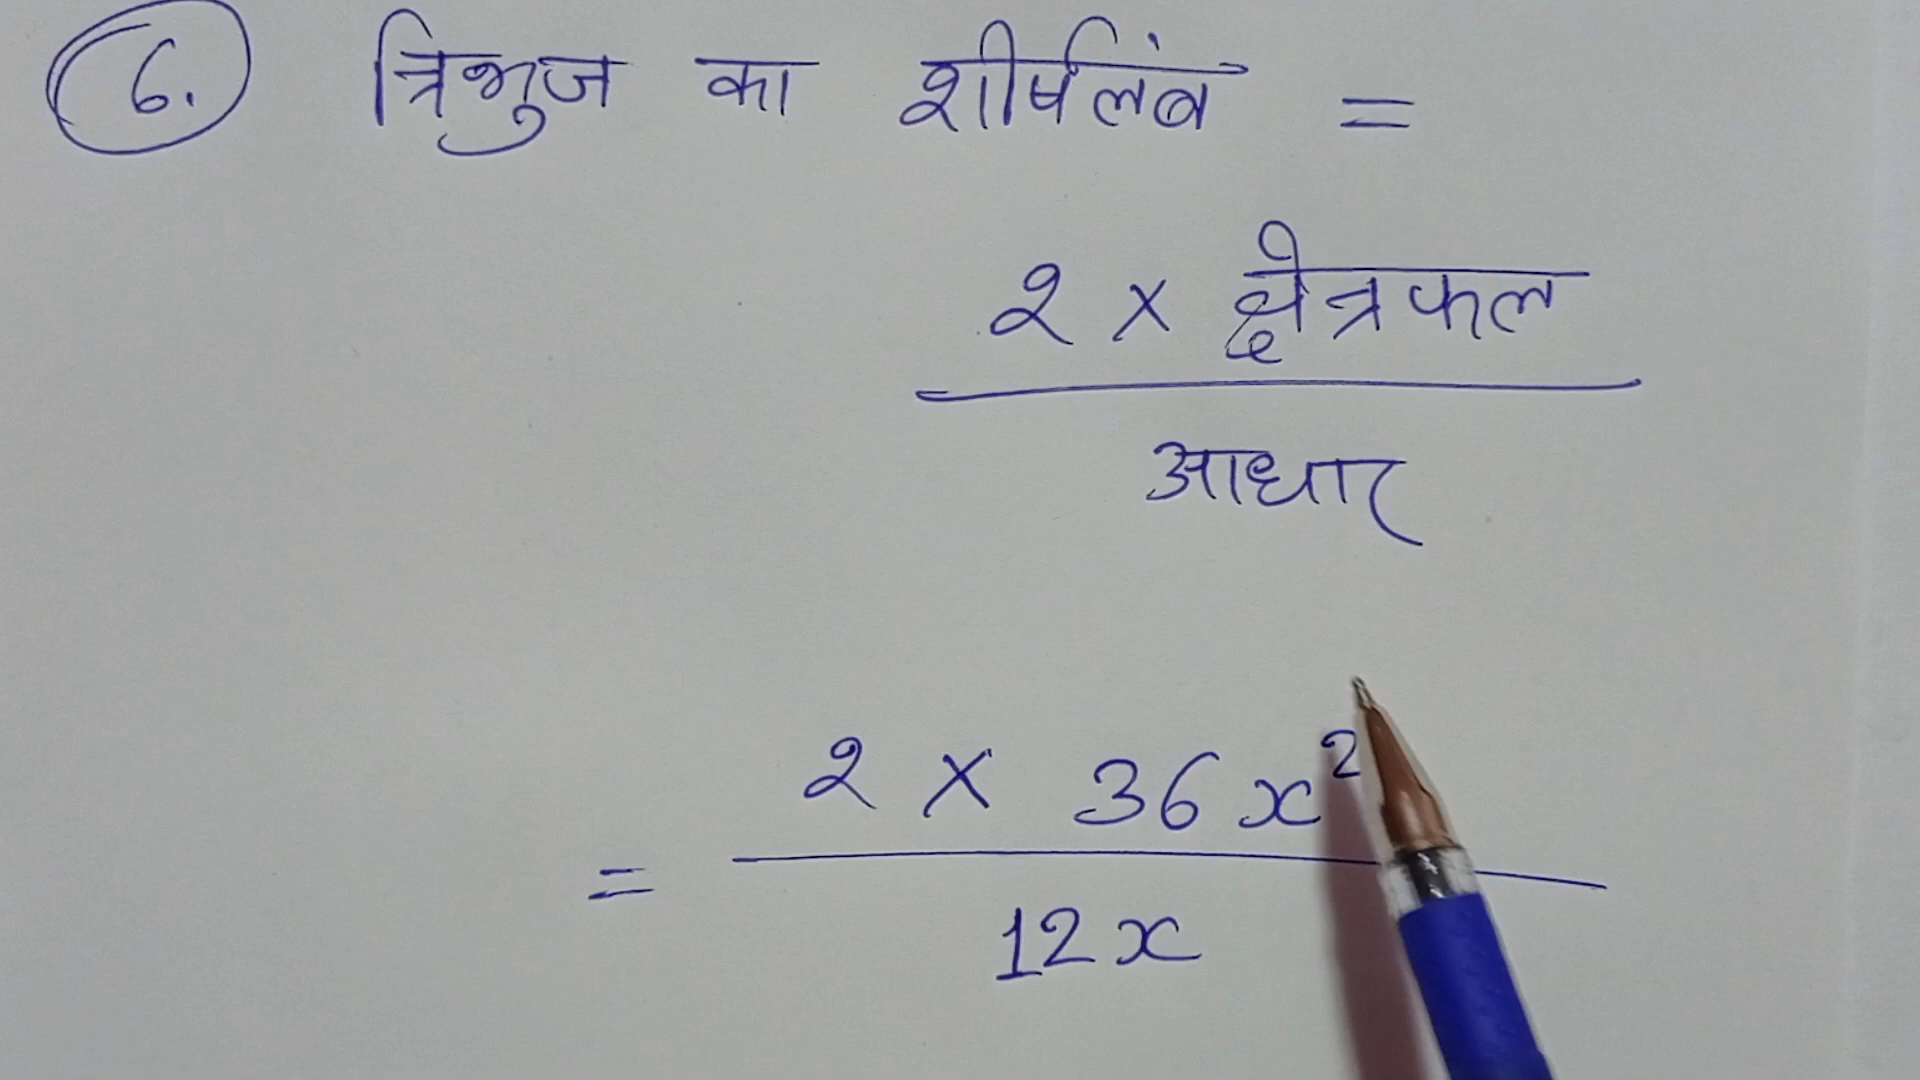 6. त्रिभुज का शीर्षलंब =
2 × क्षेत्रफल
आधार
= 2 × 36x²
12x